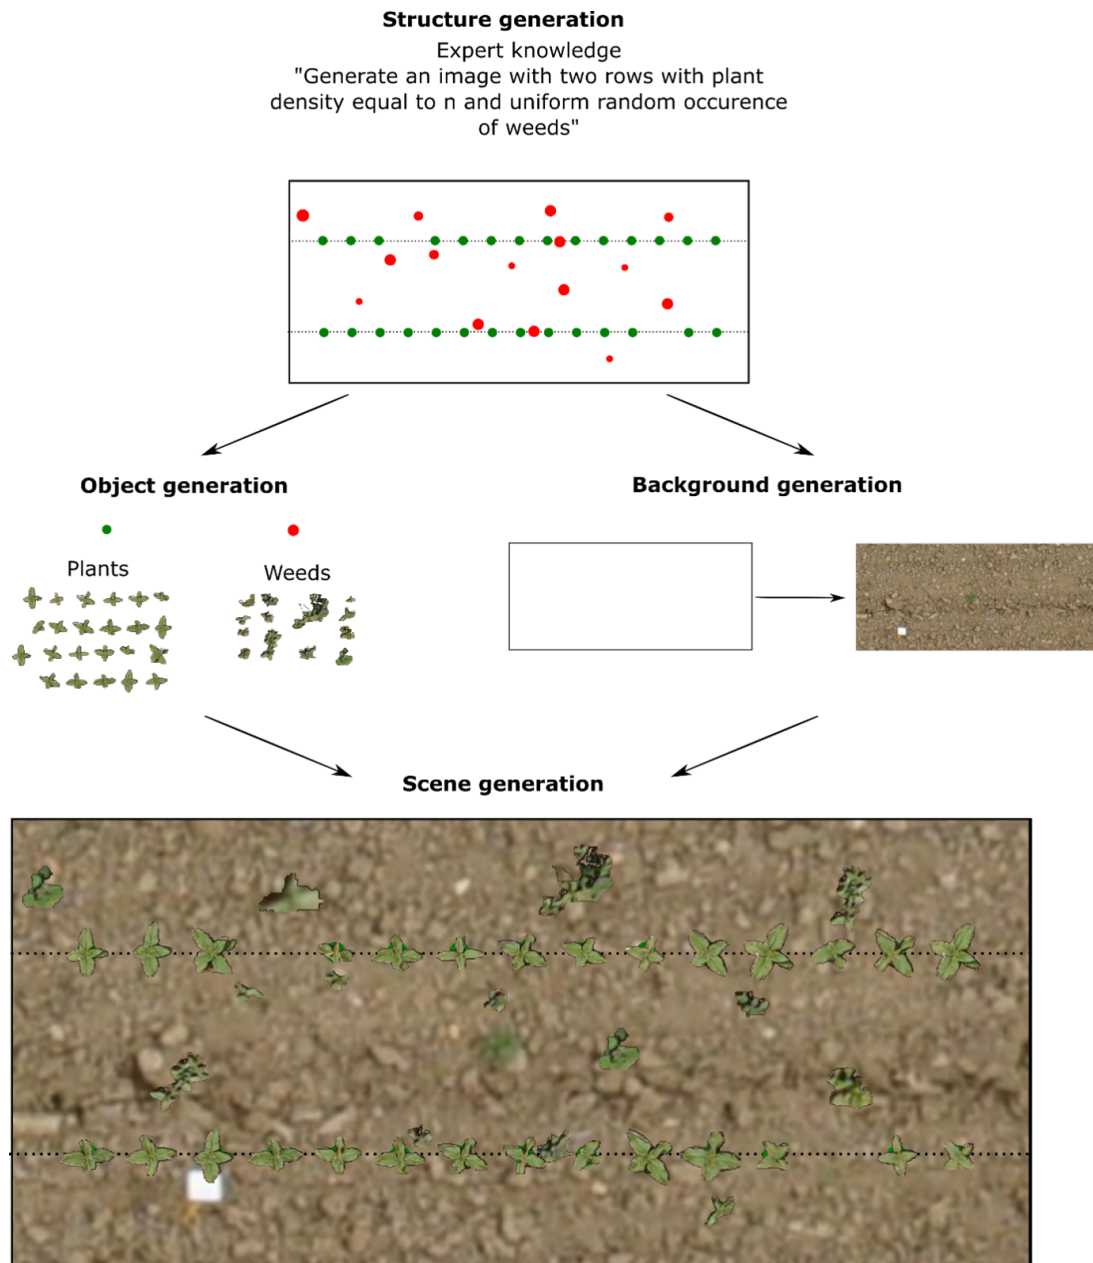 Structure generation
Expert knowledge
"Generate an image with two rows with plant
density equal to n and uniform random occurence
of weeds"
Object generation
Background generation
Plants
Weeds
Scene generation